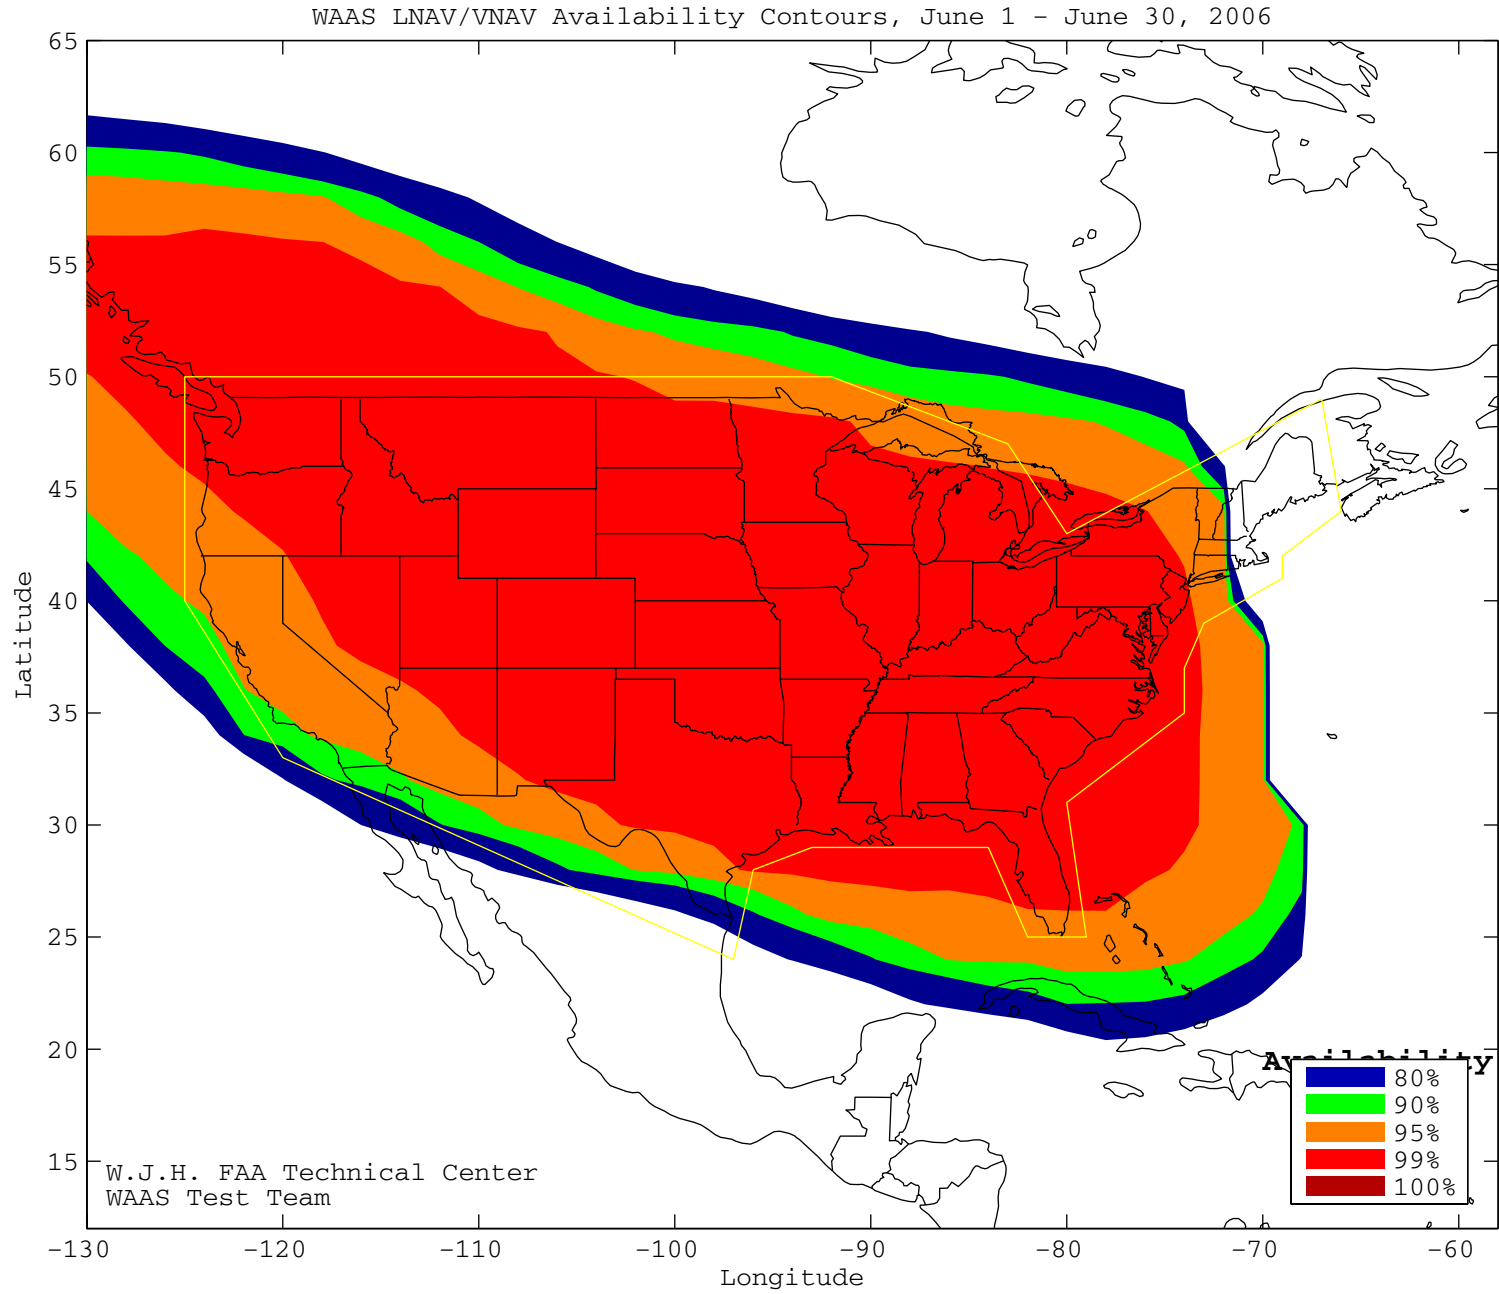 WAAS LNAV/VNAV Availability Contours, June 1 - June 30, 2006
65
60
55
50
45
40
35
30
25
20
15
Latitude
Availability
80%
90%
95%
99%
100%
W.J.H. FAA Technical Center
WAAS Test Team
-130 -120 -110 -100 -90 -80 -70 -60
Longitude